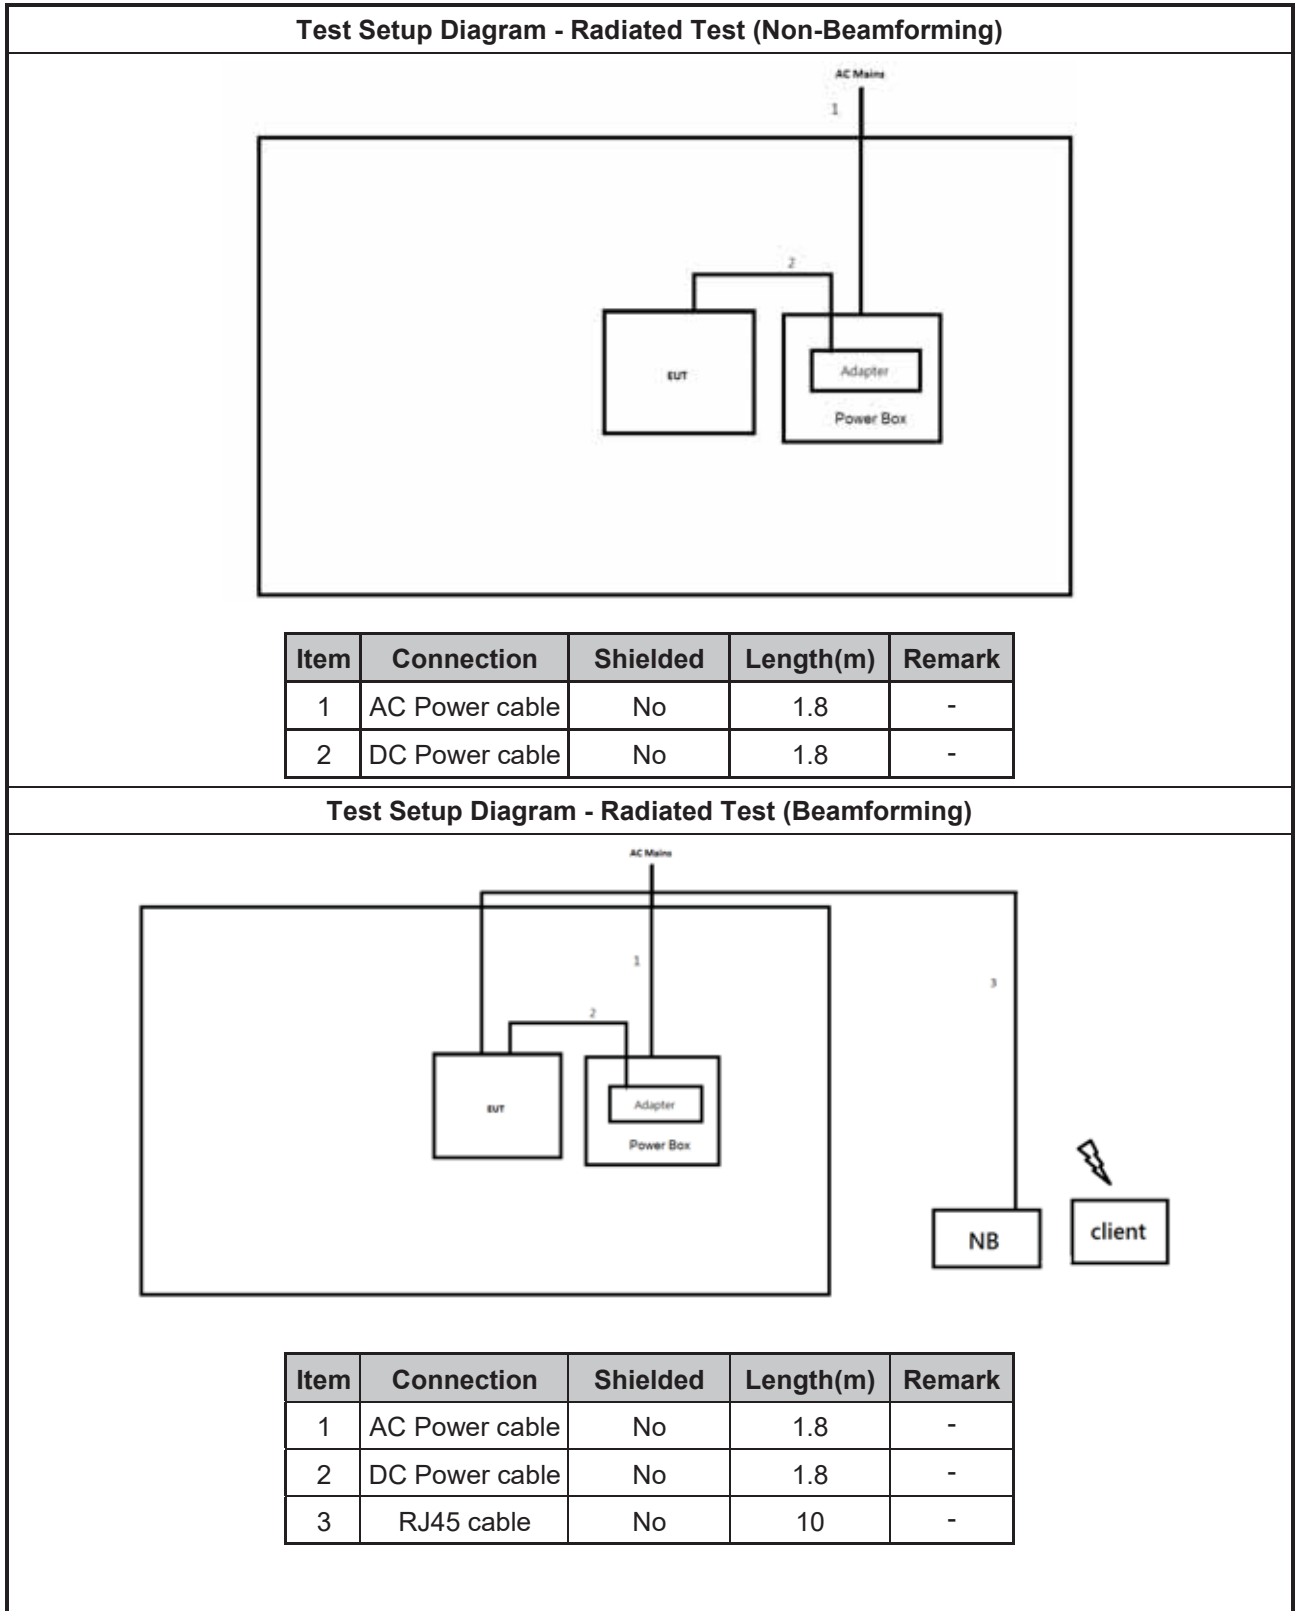 Test Setup Diagram - Radiated Test (Non-Beamforming)
AC Mains
1
2
EUT
Adapter
Power Box
Item Connection Shielded Length(m) Remark
1 AC Power cable No 1.8 -
2 DC Power cable No 1.8 -
Test Setup Diagram - Radiated Test (Beamforming)
AC Mains
1
3
2
EUT
Adapter
Power Box
NB
client
Item Connection Shielded Length(m) Remark
1 AC Power cable No 1.8 -
2 DC Power cable No 1.8 -
3 RJ45 cable No 10 -